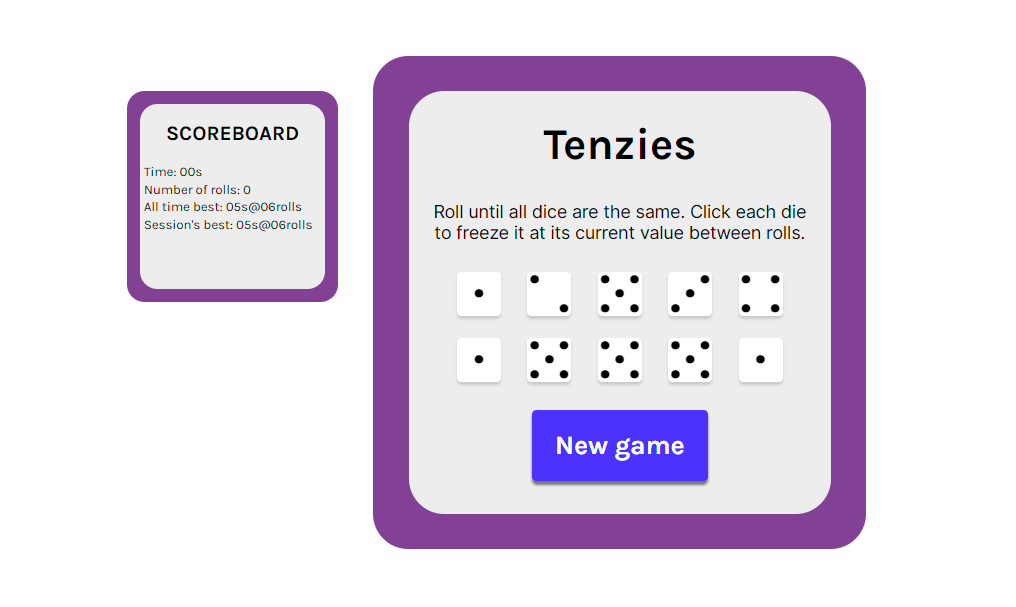 SCOREBOARD
Time: 00s
Number of rolls: 0
All time best: 05s@06rolls
Session's best: 05s@06rolls
Tenzies
Roll until all dice are the same. Click each die
to freeze it at its current value between rolls.
New game